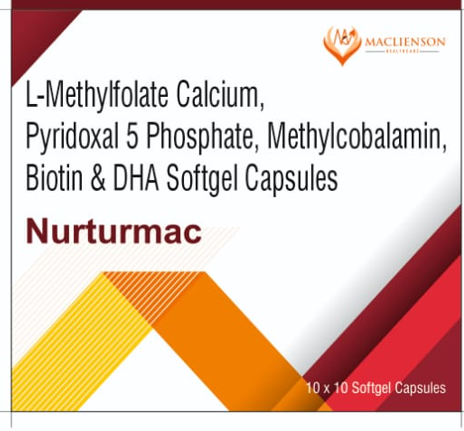 MACLIENSON
HEALTHCARE
L-Methylfolate Calcium,
Pyridoxal 5 Phosphate, Methylcobalamin,
Biotin & DHA Softgel Capsules
Nurturmac
10 x 10 Softgel Capsules